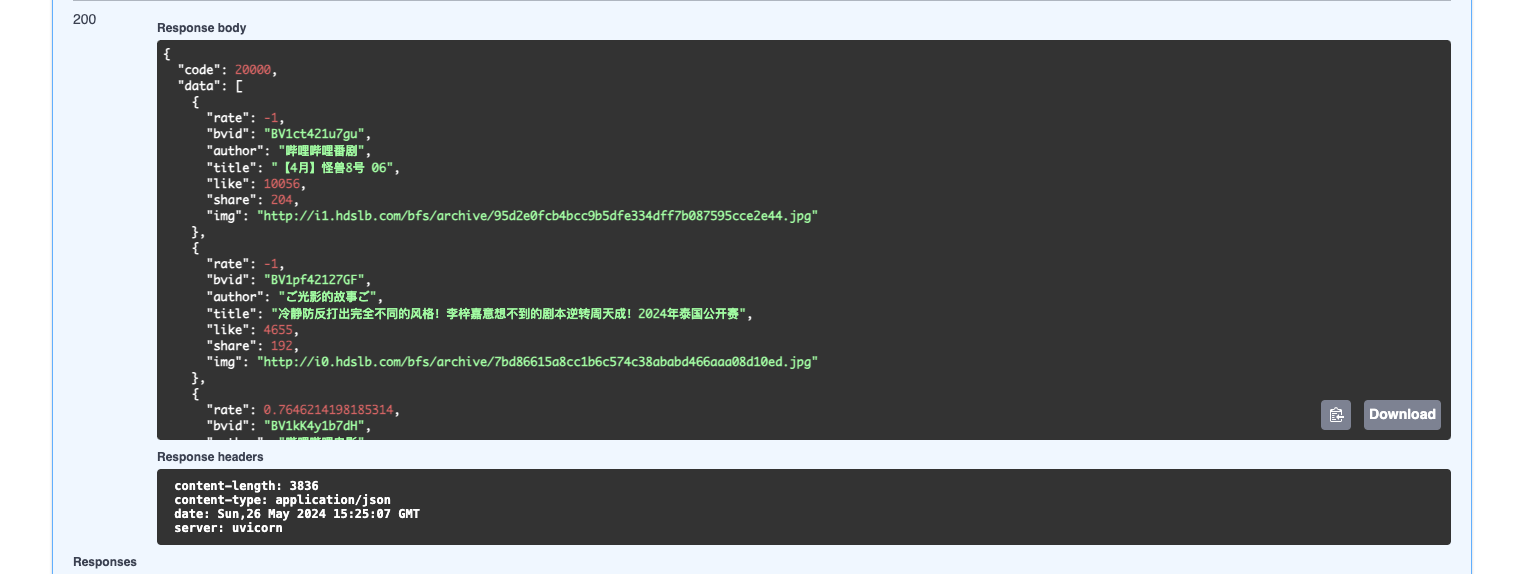 200
Response body
{
"code": 20000,
"data": [
{
"rate": -1,
"bvid": "BV1ct421u7gu",
"author": "哔哩哔哩番剧",
"title": "【4月】怪兽8号 06",
"like": 10056,
"share": 204,
"img": "http://i1.hdslb.com/bfs/archive/95d2e0fcb4bcc9b5dfe334dff7b087595cce2e44.jpg"
},
{
"rate": -1,
"bvid": "BV1pf42127GF",
"author": "ご光影的故事ご",
"title": "冷静防反打出完全不同的风格！李梓嘉意想不到的剧本逆转周天成！2024年泰国公开赛",
"like": 4655,
"share": 192,
"img": "http://i0.hdslb.com/bfs/archive/7bd86615a8cc1b6c574c38ababd466aaa08d10ed.jpg"
},
{
"rate": 0.7646214198185314,
"bvid": "BV1kK4y1b7dH",
Download
Response headers
content-length: 3836
content-type: application/json
date: Sun,26 May 2024 15:25:07 GMT
server: uvicorn
Responses